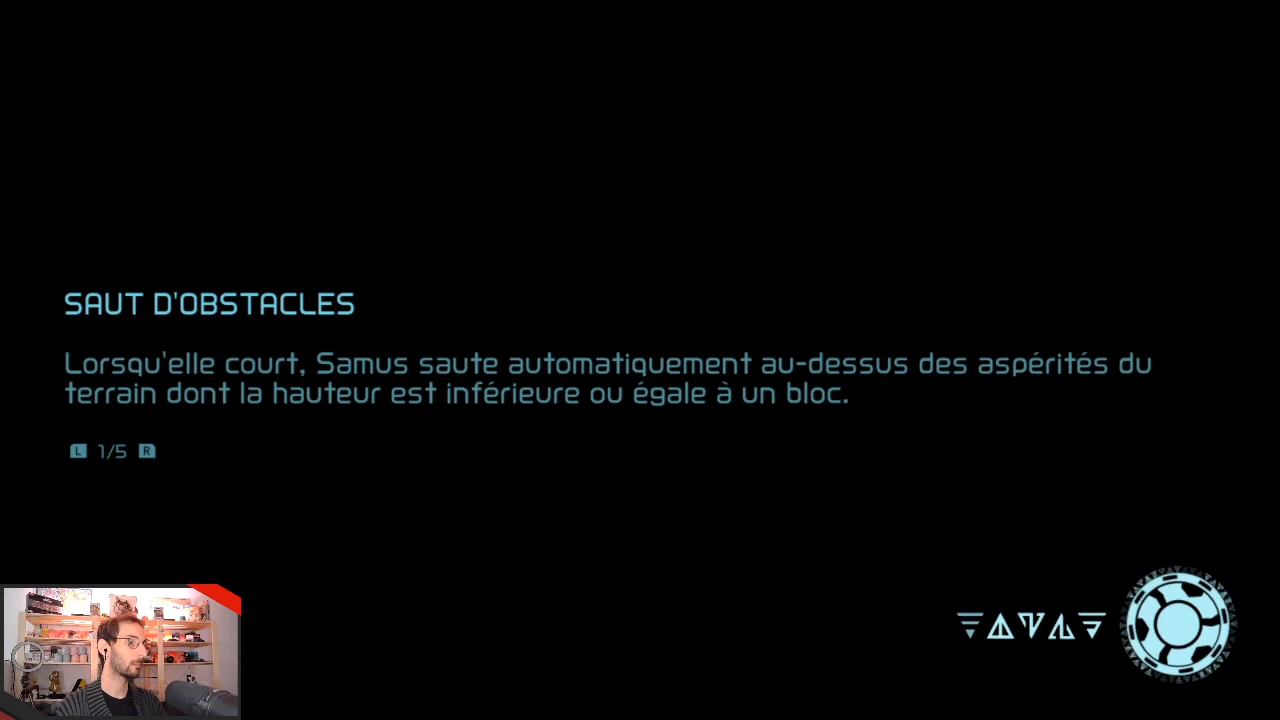 SAUT D'OBSTACLES
Lorsqu'elle court, Samus saute automatiquement au-dessus des aspérités du
terrain dont la hauteur est inférieure ou égale à un bloc.
L 1/5 R